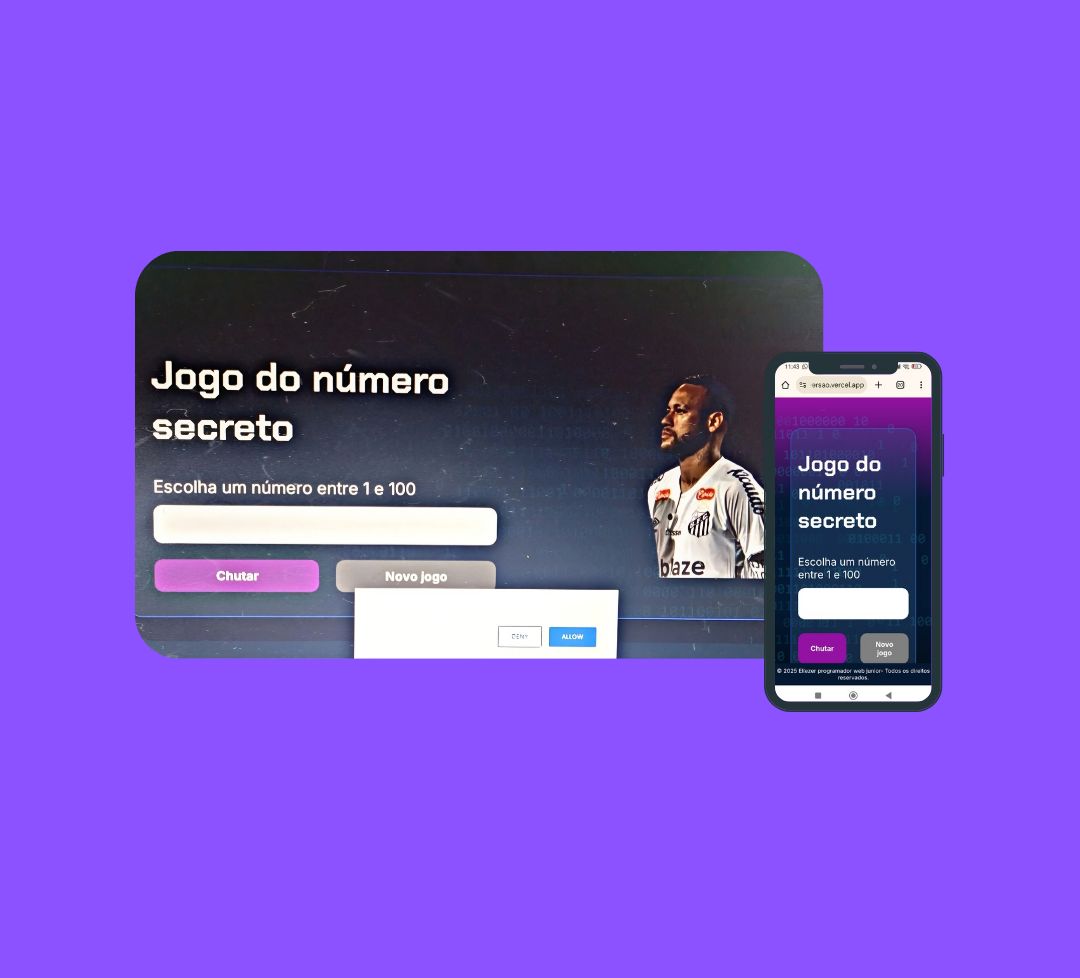 Jogo do número
secreto
Escolha um número entre 1 e 100
Chutar
Novo jogo
DENY
ALLOW
blaze
11:43
ersao.vercel.app
Jogo do
número
secreto
Escolha um número
entre 1 e 100
Chutar
Novo
jogo
© 2025 Eliezer programador web junior- Todos os direitos
reservados.